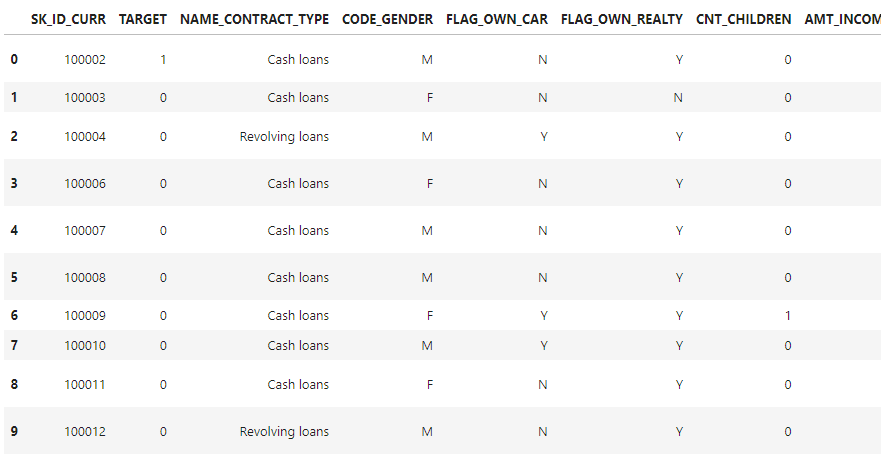 SK_ID_CURR TARGET NAME_CONTRACT_TYPE CODE_GENDER FLAG_OWN_CAR FLAG_OWN_REALTY CNT_CHILDREN AMT_INCOM
0 100002 1 Cash loans M N Y 0
1 100003 0 Cash loans F N N 0
2 100004 0 Revolving loans M Y Y 0
3 100006 0 Cash loans F N Y 0
4 100007 0 Cash loans M N Y 0
5 100008 0 Cash loans M N Y 0
6 100009 0 Cash loans F Y Y 1
7 100010 0 Cash loans M Y Y 0
8 100011 0 Cash loans F N Y 0
9 100012 0 Revolving loans M N Y 0